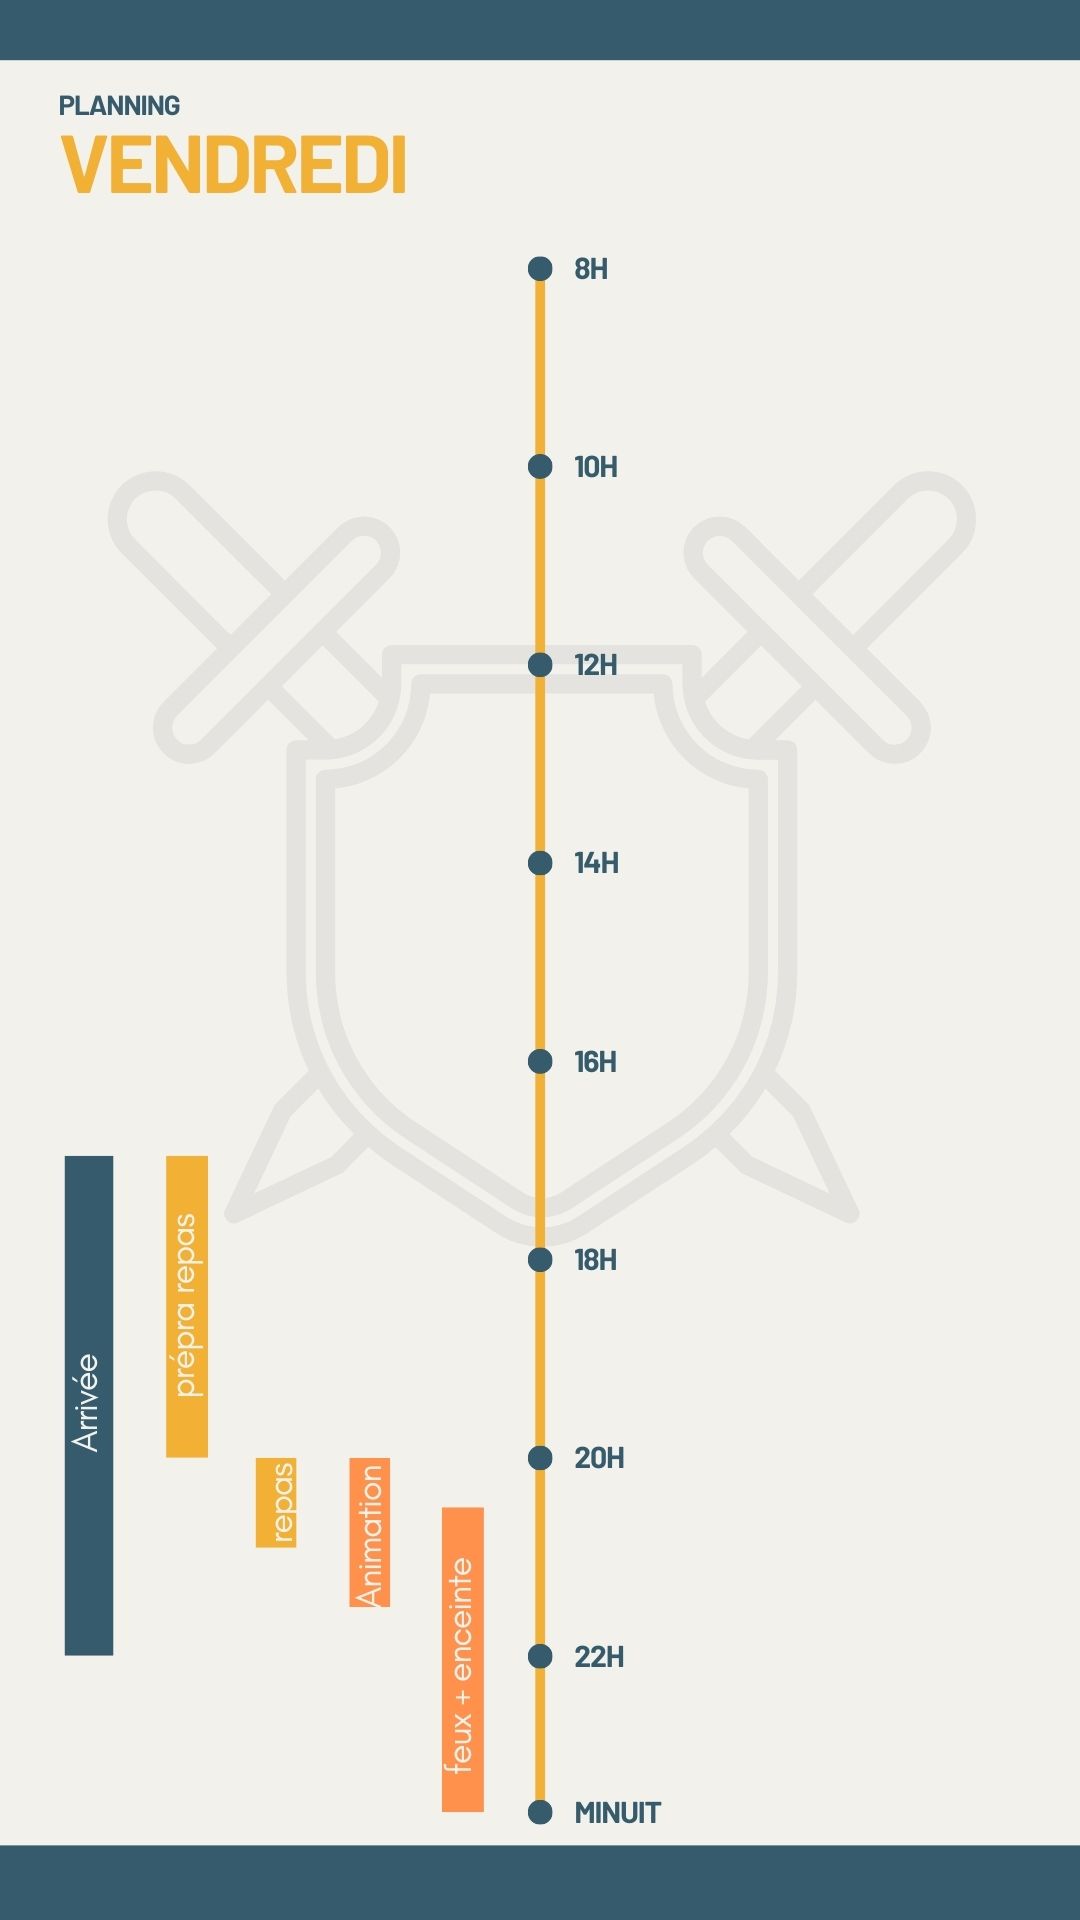 PLANNING
VENDREDI
8H
10H
12H
14H
16H
18H
20H
22H
MINUIT
Arrivée
prépra repas
repas
Animation
feux + enceinte